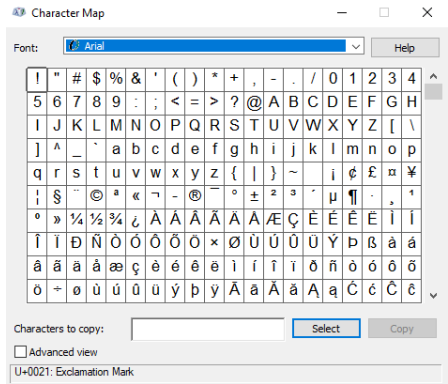 Character Map
Font: Arial Help
! " # $ % & ' ( ) * + , - . / 0 1 2 3 4
5 6 7 8 9 : ; < = > ? @ A B C D E F G H
I J K L M N O P Q R S T U V W X Y Z [ \
] ^ _ ` a b c d e f g h i j k l m n o p
q r s t u v w x y z { | } ~ ¡ ¢ £ ¤ ¥
¦ § ¨ © ª « ¬ - ® ¯ ° ± ² ³ ´ µ ¶ · ¸ ¹
º » ¼ ½ ¾ ¿ À Á Â Ã Ä Å Æ Ç È É Ê Ë Ì Í
Î Ï Ð Ñ Ò Ó Ô Õ Ö × Ø Ù Ú Û Ü Ý Þ ß à á
â ã ä å æ ç è é ê ë ì í î ï ð ñ ò ó ô õ
ö ÷ ø ù ú û ü ý þ ÿ Ā ā Ă ă Ą ą Ć ć Ĉ ĉ
Characters to copy: Select Copy
Advanced view
U+0021: Exclamation Mark